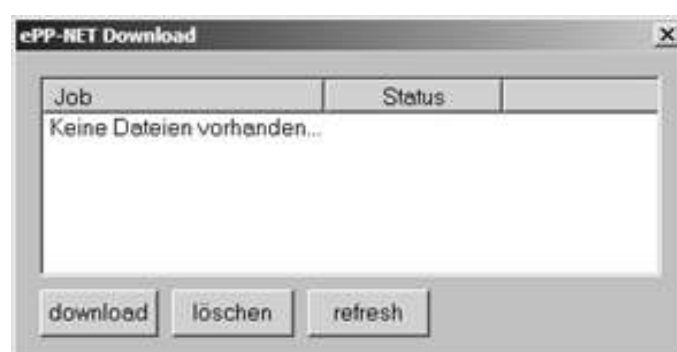 ePP-NET Download
Job Status
Keine Dateien vorhanden...
download löschen refresh